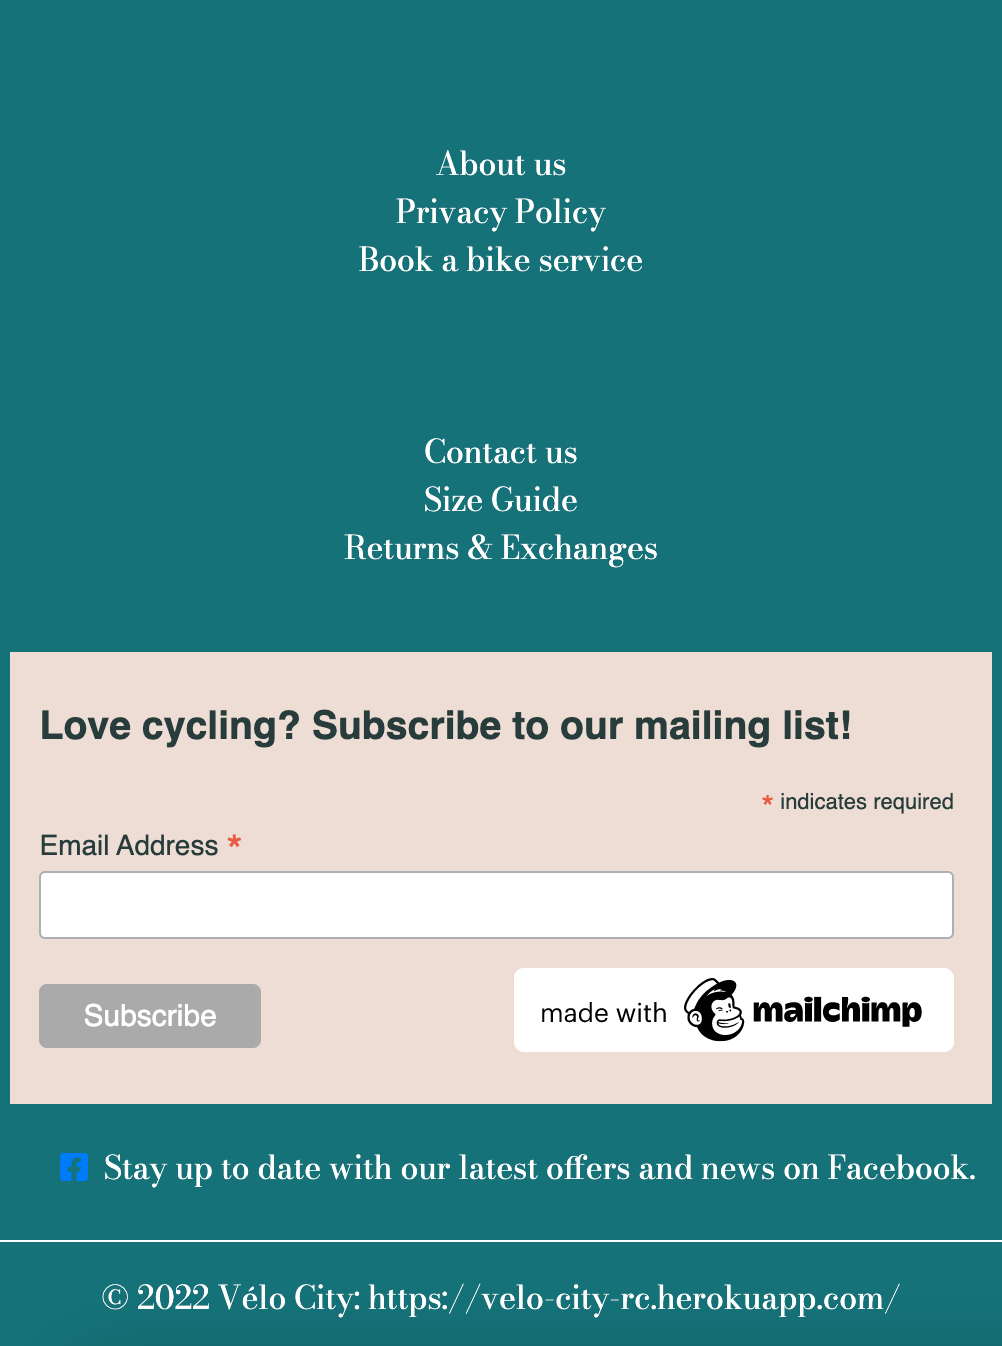 About us
Privacy Policy
Book a bike service
Contact us
Size Guide
Returns & Exchanges
Love cycling? Subscribe to our mailing list!
* indicates required
Email Address *
Subscribe
made with mailchimp
Stay up to date with our latest offers and news on Facebook.
© 2022 Vélo City: https://velo-city-rc.herokuapp.com/